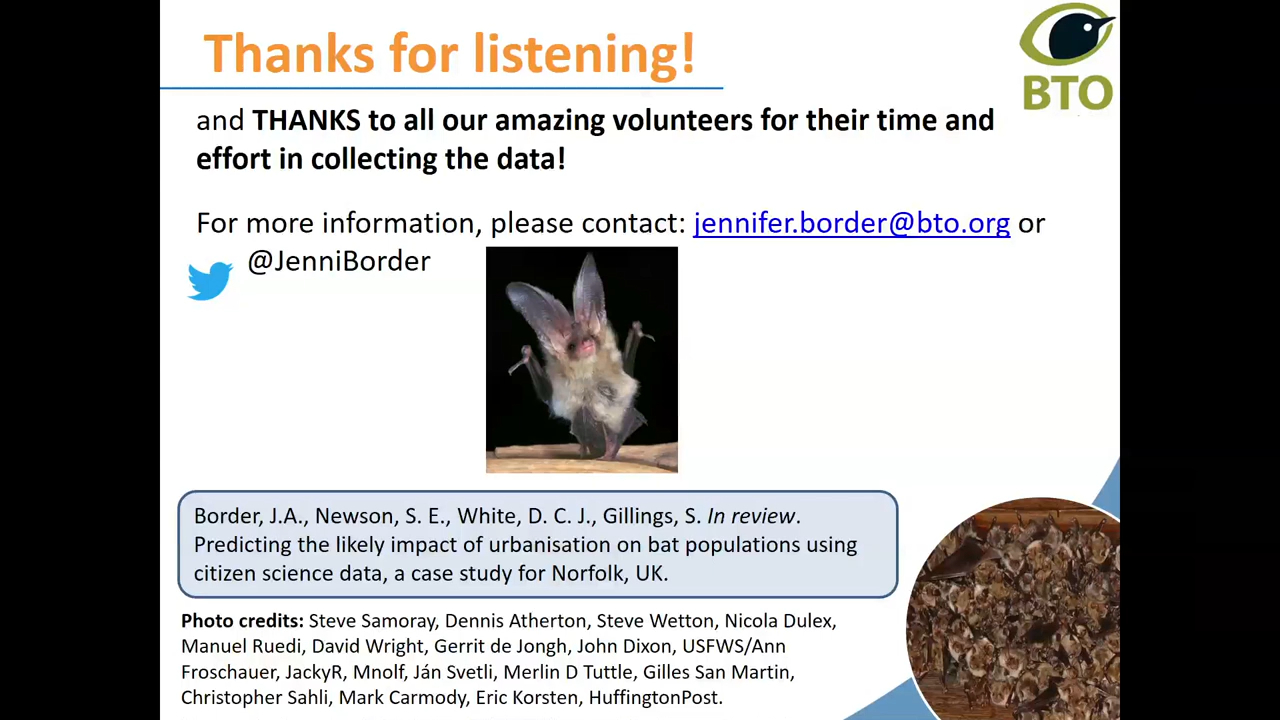 Thanks for listening!
BTO
and THANKS to all our amazing volunteers for their time and
effort in collecting the data!
For more information, please contact: jennifer.border@bto.org or
@JenniBorder
Border, J.A., Newson, S. E., White, D. C. J., Gillings, S. In review.
Predicting the likely impact of urbanisation on bat populations using
citizen science data, a case study for Norfolk, UK.
Photo credits: Steve Samoray, Dennis Atherton, Steve Wetton, Nicola Dulex,
Manuel Ruedi, David Wright, Gerrit de Jongh, John Dixon, USFWS/Ann
Froschauer, JackyR, Mnolf, Ján Svetli, Merlin D Tuttle, Gilles San Martin,
Christopher Sahli, Mark Carmody, Eric Korsten, HuffingtonPost.